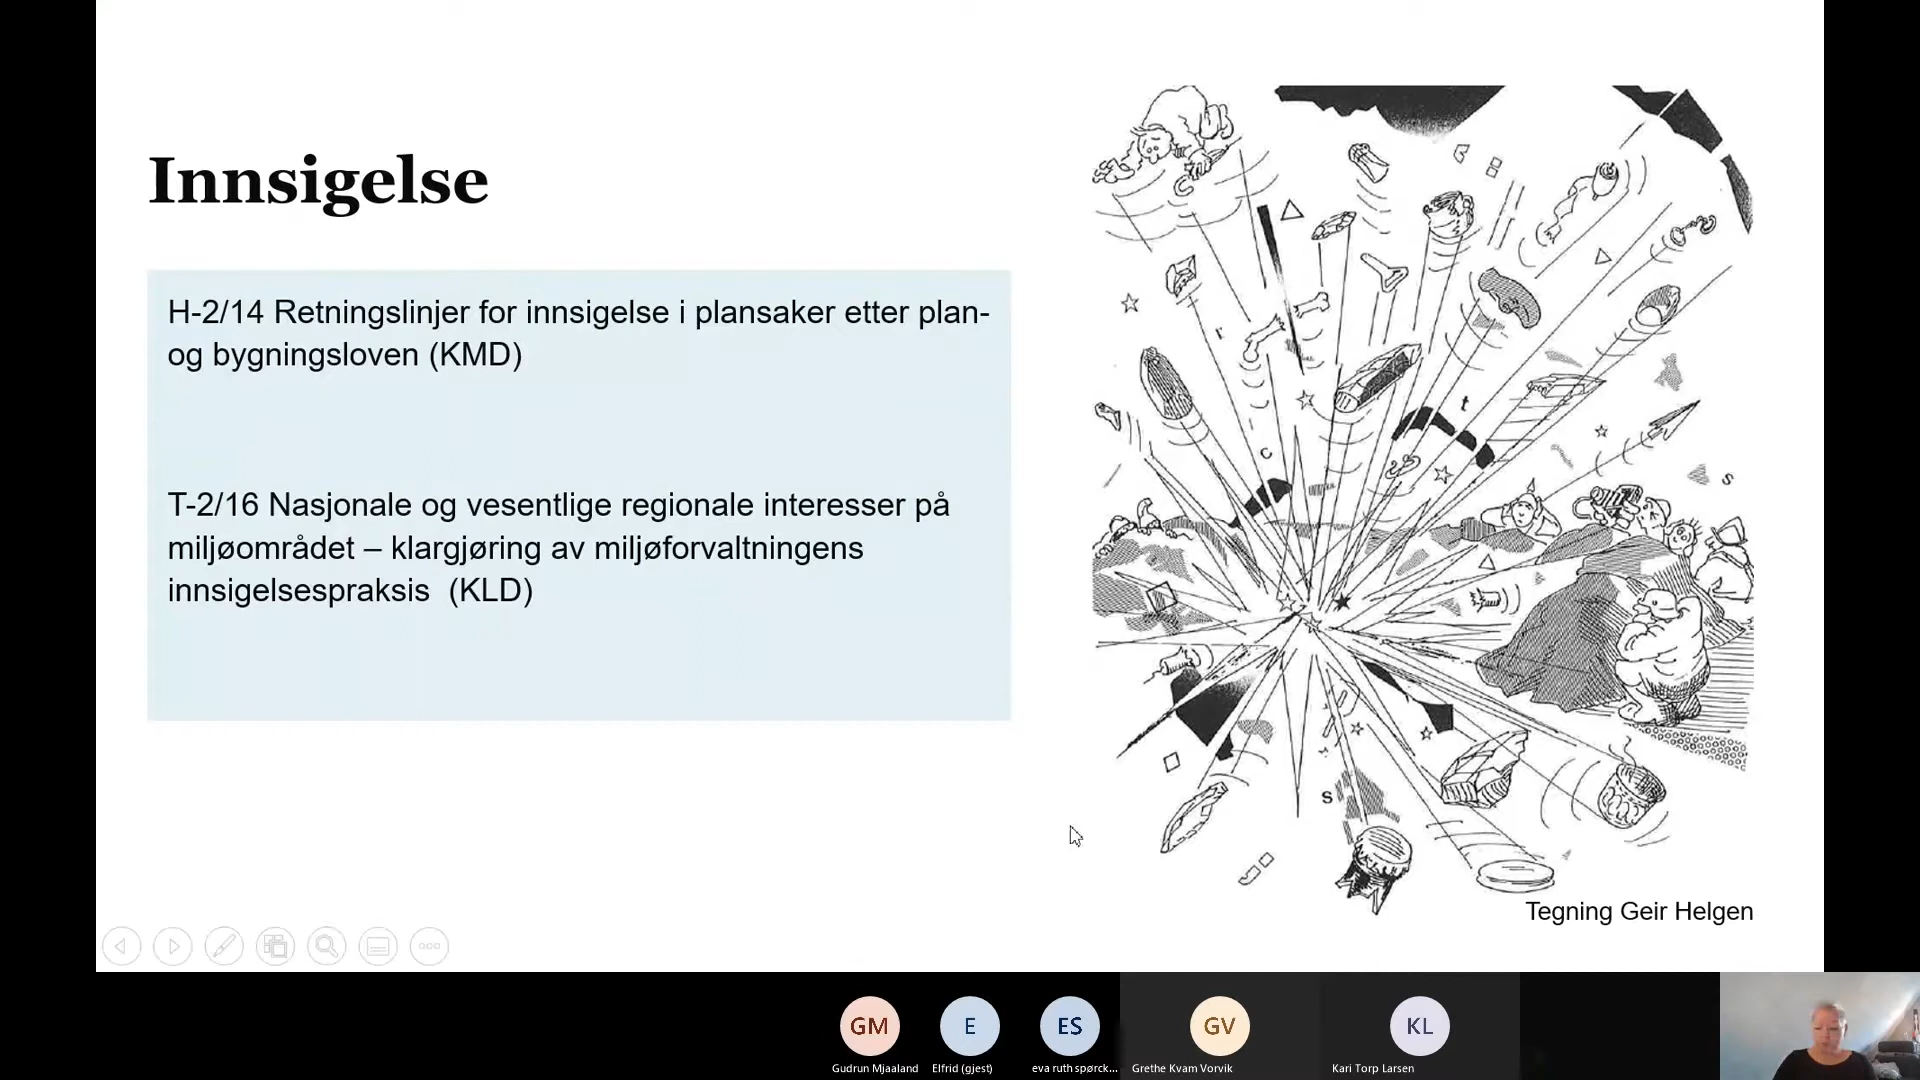 Innsigelse
H-2/14 Retningslinjer for innsigelse i plansaker etter plan-
og bygningsloven (KMD)
T-2/16 Nasjonale og vesentlige regionale interesser på
miljøområdet – klargjøring av miljøforvaltningens
innsigelsespraksis  (KLD)
r
c
t
s
s
Tegning Geir Helgen
GM
E
ES
GV
KL
Gudrun Mjaaland
Elfrid (gjest)
eva ruth spørck...
Grethe Kvam Vorvik
Kari Torp Larsen